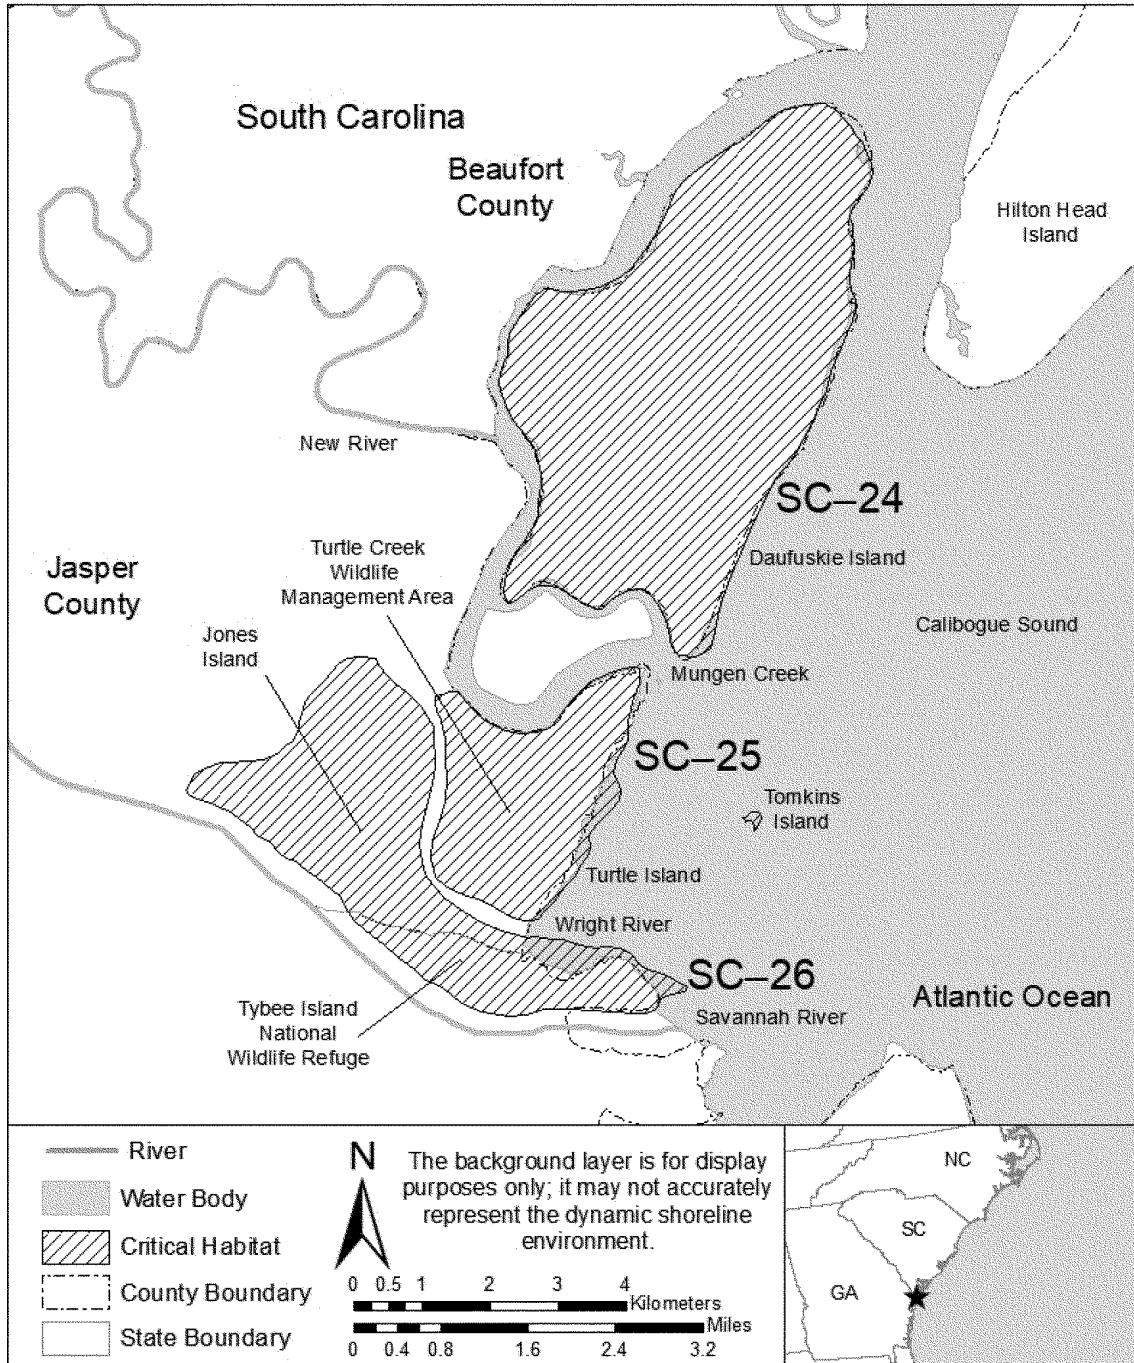 South Carolina
Beaufort
County
Hilton Head
Island
New River
SC–24
Turtle Creek
Wildlife
Management Area
Daufuskie Island
Jasper
County
Jones
Island
Calibogue Sound
Mungen Creek
SC–25
Tomkins
Island
Turtle Island
Wright River
SC–26
Atlantic Ocean
Tybee Island
National
Wildlife Refuge
Savannah River
River
Water Body
Critical Habitat
County Boundary
State Boundary
N
The background layer is for display
purposes only; it may not accurately
represent the dynamic shoreline
environment.
0 0.5 1 2 3 4
Kilometers
Miles
0 0.4 0.8 1.6 2.4 3.2
NC
SC
GA